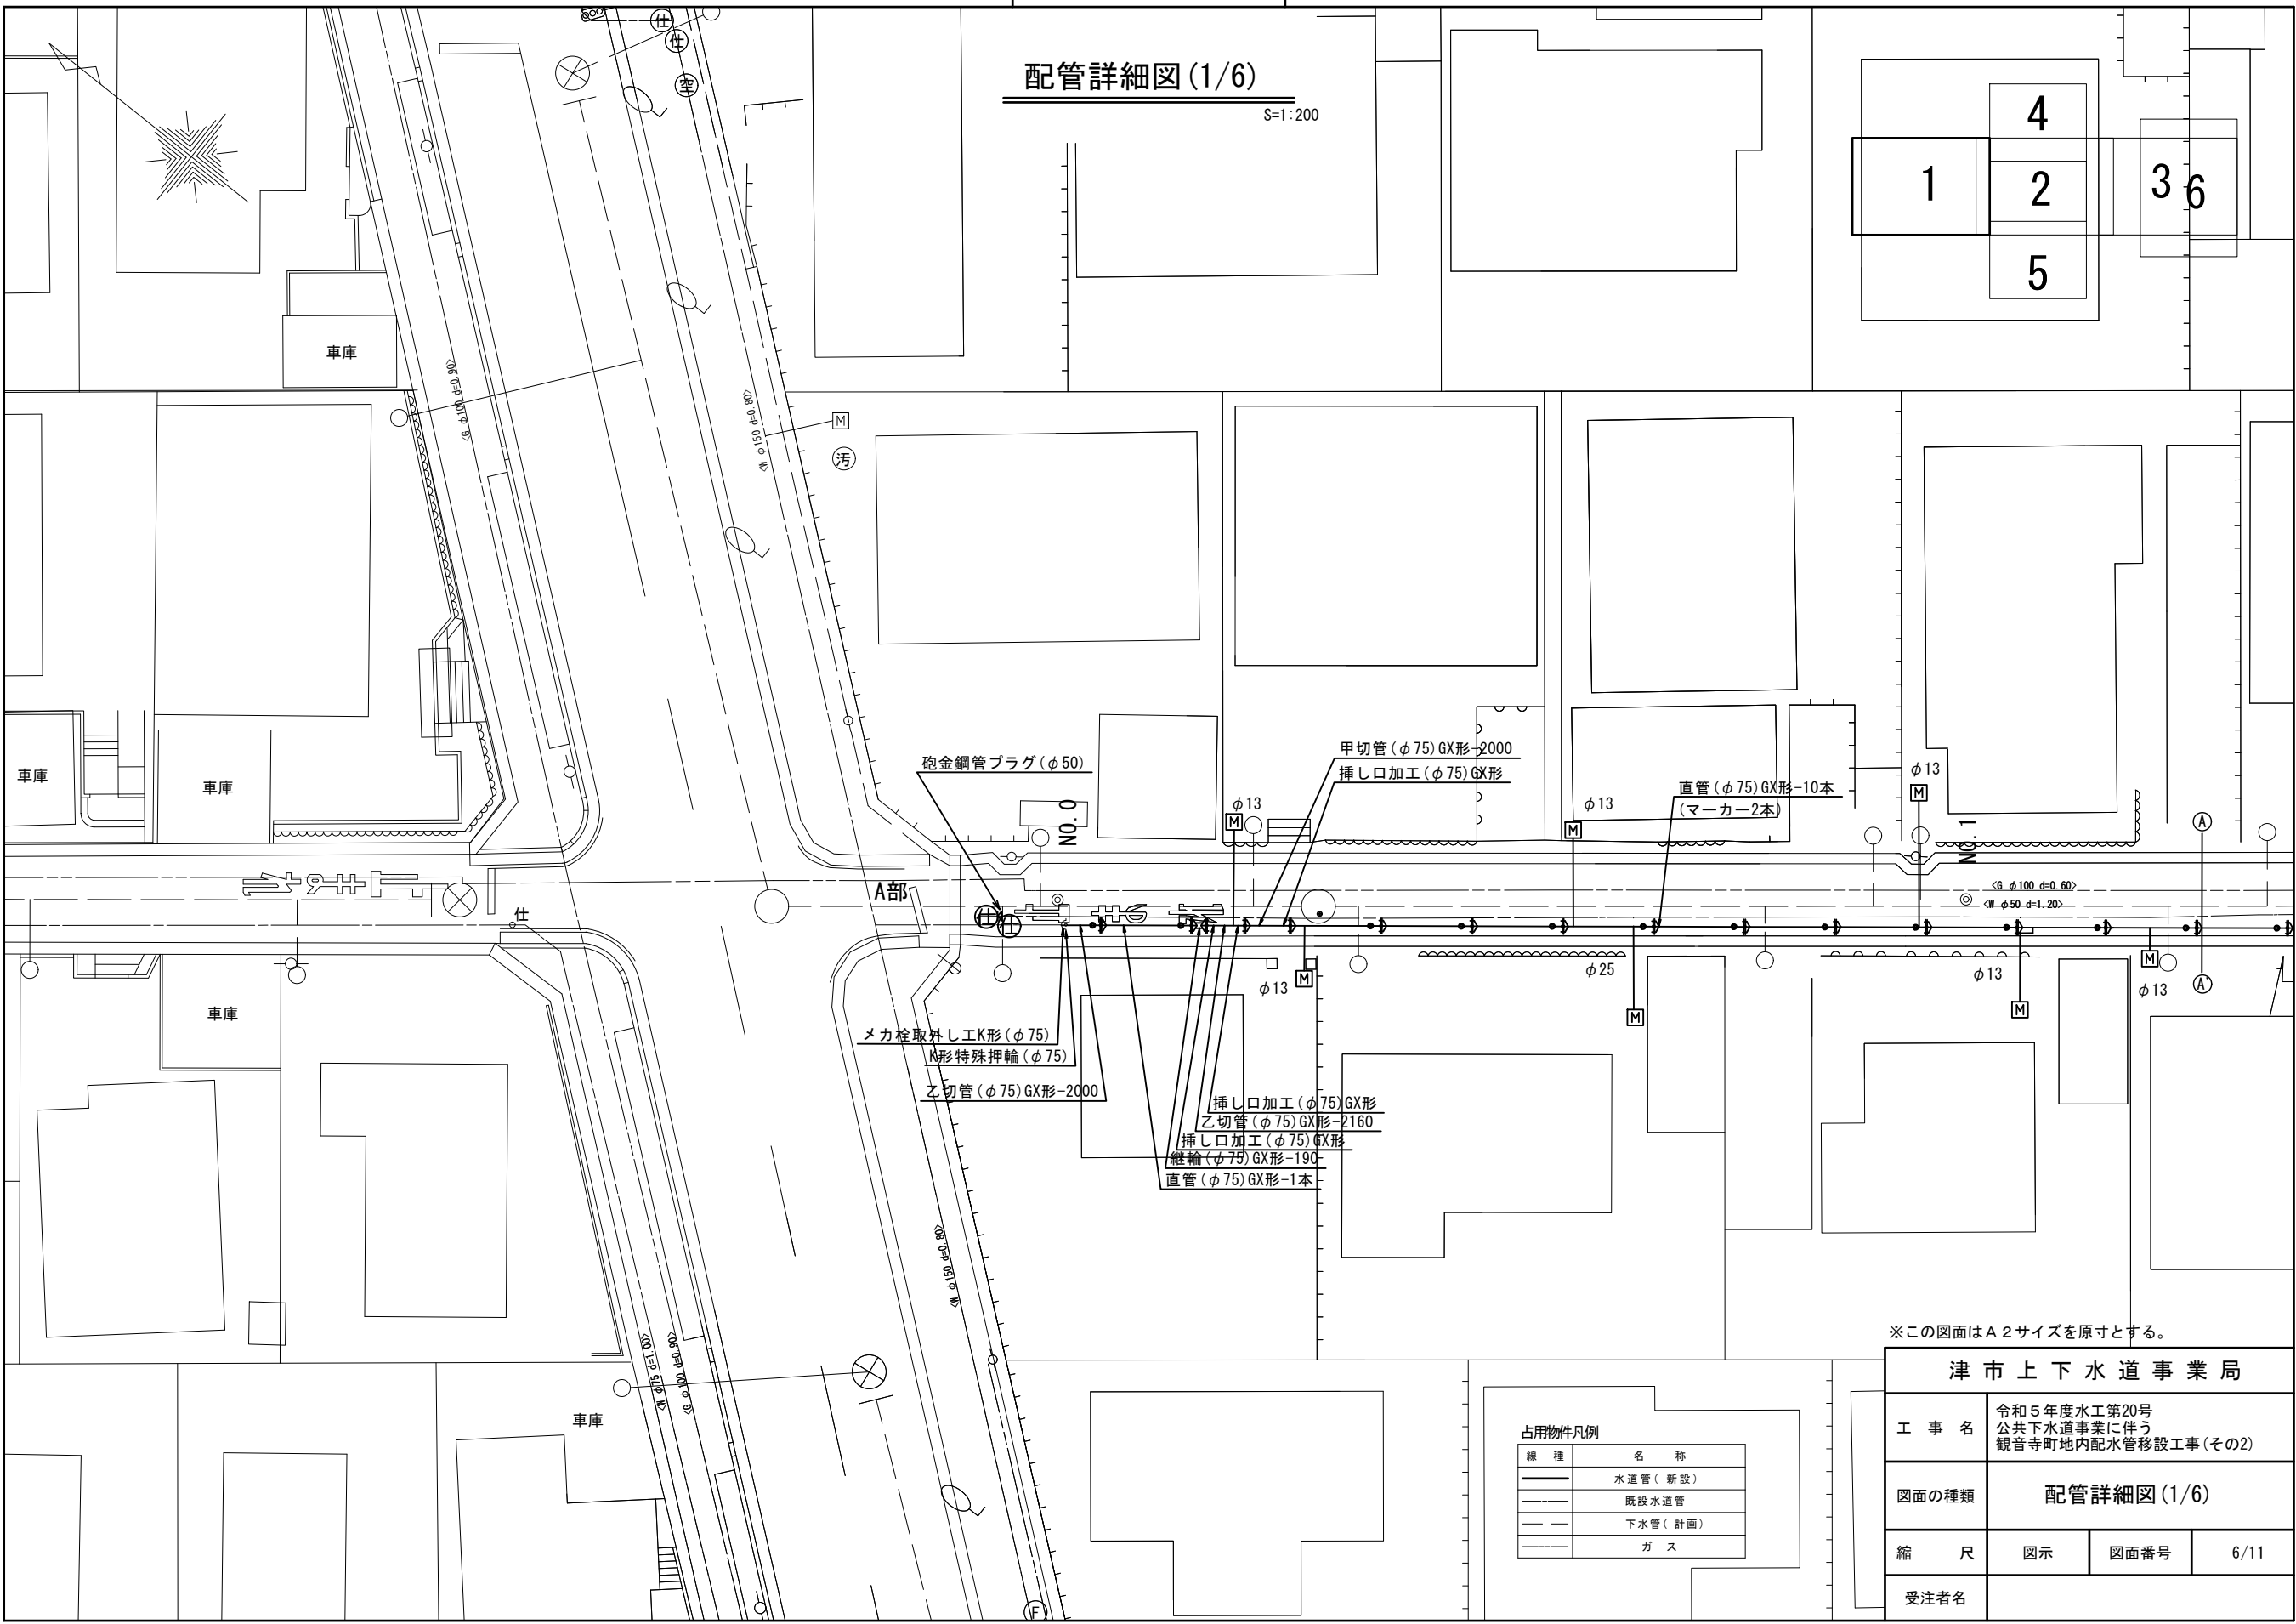 配管詳細図(1/6)
S=1:200
1
2
3
4
5
6
仕
仕
空
車庫
<G φ100 d=0.90>
<W φ150 d=0.80>
M
汚
車庫
車庫
砲金鋼管プラグ(φ50)
NO.0
甲切管(φ75)GX形-2000
挿し口加工(φ75)GX形
φ13
M
φ13
M
直管(φ75)GX形-10本
(マーカー2本)
φ13
M
NO.1
A
止まれ
A部
仕
仕
仕
止まれ
<G φ100 d=0.60>
<W φ50 d=1.20>
φ13
M
φ25
M
φ13
M
φ13
M
A'
車庫
メカ栓取外し工K形(φ75)
K形特殊押輪(φ75)
乙切管(φ75)GX形-2000
挿し口加工(φ75)GX形
乙切管(φ75)GX形-2160
挿し口加工(φ75)GX形
継輪(φ75)GX形-190
直管(φ75)GX形-1本
<W φ150 d=0.80>
<W φ75 d=1.00>
<G φ100 d=0.90>
車庫
F
※この図面はA2サイズを原寸とする。
占用物件凡例
線 種 名 称
水道管( 新設)
既設水道管
下水管( 計画)
ガ ス
津市上下水道事業局
工 事 名
令和5年度水工第20号
公共下水道事業に伴う
観音寺町地内配水管移設工事(その2)
図面の種類 配管詳細図(1/6)
縮 尺 図示 図面番号 6/11
受注者名